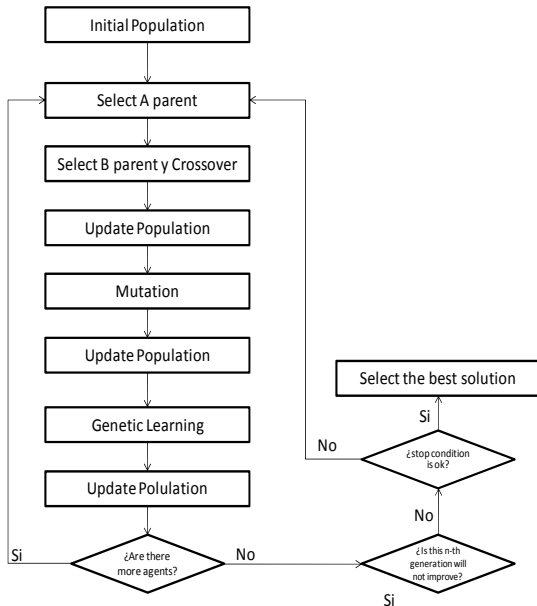 Initial Population
Select A parent
Select B parent y Crossover
Update Population
Mutation
Update Population
Genetic Learning
Update Polulation
¿Are there
more agents?
Si
No
¿Is this n-th
generation will
not improve?
Si
No
¿stop condition
is ok?
No
Si
Select the best solution